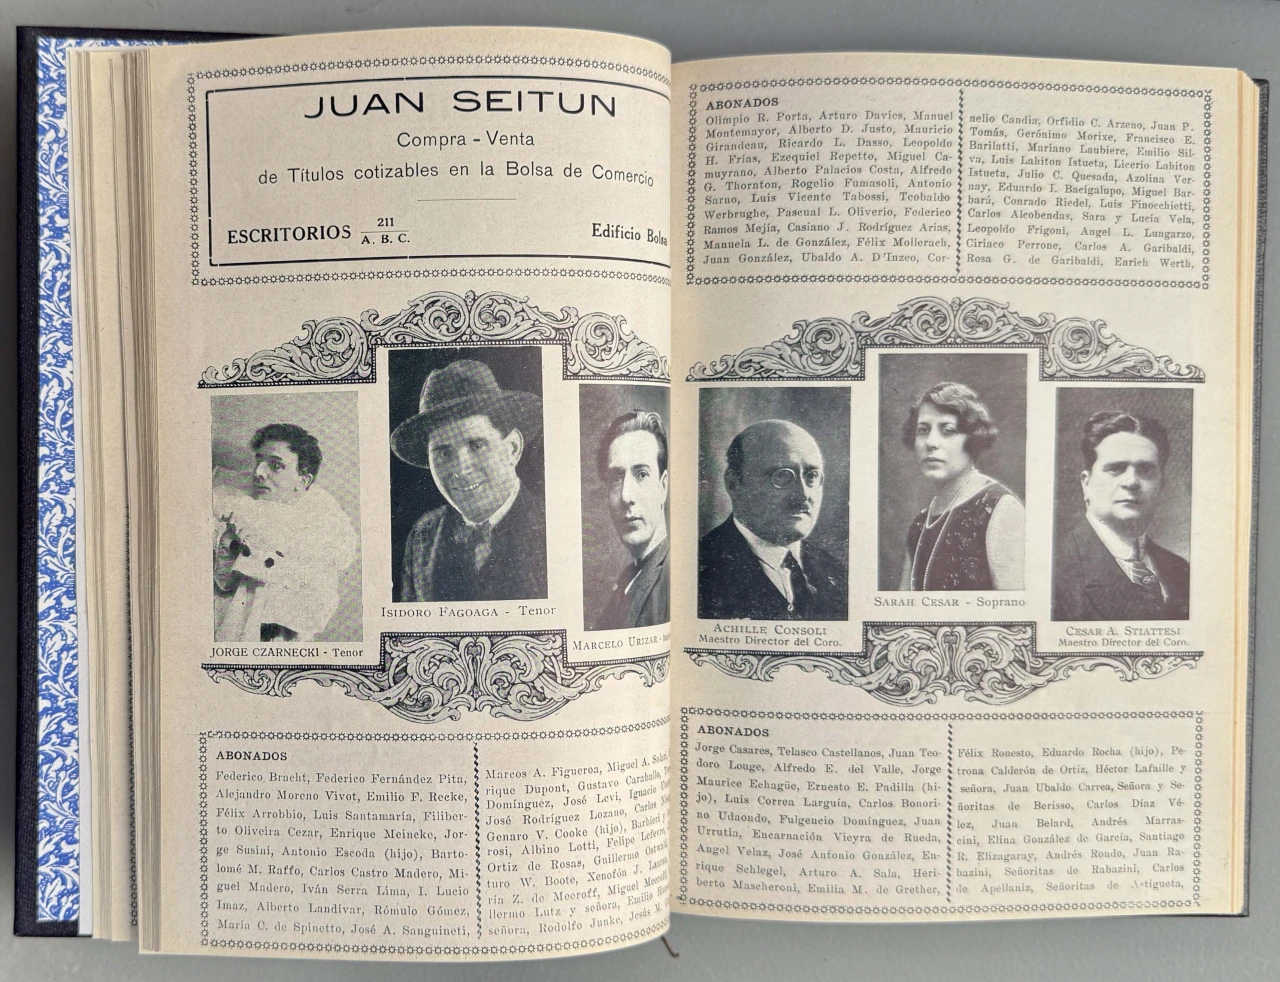 JUAN SEITUN
Compra - Venta
de Títulos cotizables en la Bolsa de Comercio
ESCRITORIOS 211
A. B. C.
Edificio Bolsa
JORGE CZARNECKI - Tenor
ISIDORO FAGOAGA - Tenor
MARCELO URIZAR -
ABONADOS
Federico Bracht, Federico Fernández Pita,
Alejandro Moreno Vivot, Emilio F. Reeke,
Félix Arrobbio, Luis Santamaría, Filiber-
to Oliveira Cezar, Enrique Meincke, Jor-
ge Susini, Antonio Escoda (hijo), Barto-
lomé M. Raffo, Carlos Castro Madero, Mi-
guel Madero, Iván Serra Lima, I. Lucio
Imaz, Alberto Landívar, Rómulo Gómez,
María C. de Spinetto, José A. Sanguineti,
Marcos A. Figueroa, Miguel A.
rique Dupont, Gustavo Caraballo,
Domínguez, José Levi, Ignacio
José Rodríguez Lozano, Carlos
Genaro V. Cooke (hijo), Barbieri
rosi, Albino Lotti, Felipe Lefevre,
Ortiz de Rosas, Guillermo
turo W. Boote, Xenofón J.
ría Z. de Mecroff, Miguel
llermo Lutz y señora, Emilio
señora, Rodolfo Junke, Jesús M.
ABONADOS
Olimpio R. Porta, Arturo Davies, Manuel
Montemayor, Alberto D. Justo, Mauricio
Girandeau, Ricardo L. Dasso, Leopoldo
H. Frías, Ezequiel Repetto, Miguel Ca-
muyrano, Alberto Palacios Costa, Alfredo
G. Thornton, Rogelio Fumasoli, Antonio
Sarno, Luis Vicente Tabossi, Teobaldo
Werbrughe, Pascual L. Oliverio, Federico
Ramos Mejía, Casiano J. Rodríguez Arias,
Manuela L. de González, Félix Mollerach,
Juan González, Ubaldo A. D'Inzeo, Cor-
nelio Candia, Orfidio C. Arzeno, Juan P.
Tomás, Gerónimo Morixe, Francisco E.
Barilatti, Mariano Laubiere, Emilio Sil-
va, Luis Lahiton Istueta, Licerio Lahiton
Istueta, Julio C. Quesada, Azolina Ver-
nay, Eduardo I. Bacigalupo, Miguel Bar-
bará, Conrado Riedel, Luis Finocchietti,
Carlos Alcobendas, Sara y Lucía Vela,
Leopoldo Frigoni, Angel L. Lungarzo,
Ciriaco Perrone, Carlos A. Garibaldi,
Rosa G. de Garibaldi, Enrich Werth,
ACHILLE CONSOLI
Maestro Director del Coro.
SARAH CESAR - Soprano
CESAR A. STIATTESI
Maestro Director del Coro.
ABONADOS
Jorge Casares, Telasco Castellanos, Juan Teo-
doro Louge, Alfredo E. del Valle, Jorge
Maurice Echagüe, Ernesto E. Padilla (hi-
jo), Luis Correa Larguía, Carlos Bonori-
no Udaondo, Fulgencio Domínguez, Juan
Urrutia, Encarnación Vieyra de Rueda,
Angel Velaz, José Antonio González, En-
rique Schlegel, Arturo A. Sala, Heri-
berto Mascheroni, Emilia M. de Grether,
Félix Ronesto, Eduardo Rocha (hijo), Pe-
trona Calderón de Ortiz, Héctor Lafaille y
señora, Juan Ubaldo Carrea, Señora y Se-
ñoritas de Berisso, Carlos Díaz Vé-
lez, Juan Belard, Andrés Marras-
cini, Elina González de García, Santiago
R. Elizagaray, Andrés Rondo, Juan Ra-
bazini, Señoritas de Rabazini, Carlos
de Apellaniz, Señoritas de